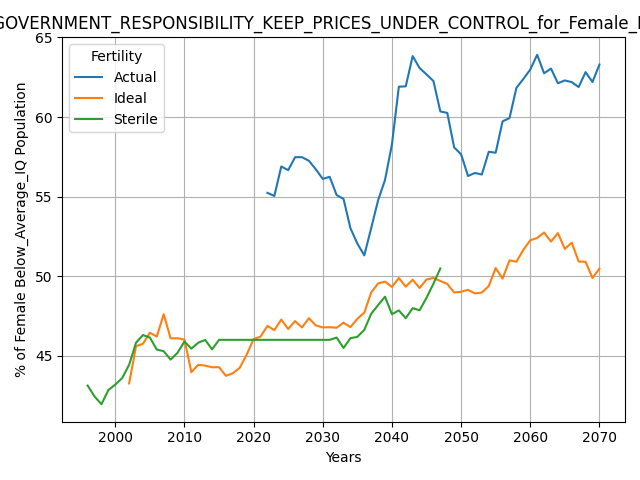 GOVERNMENT_RESPONSIBILITY_KEEP_PRICES_UNDER_CONTROL_for_Female_
Fertility
Actual
Ideal
Sterile
65
60
55
50
45
% of Female Below_Average_IQ Population
2000 2010 2020 2030 2040 2050 2060 2070
Years